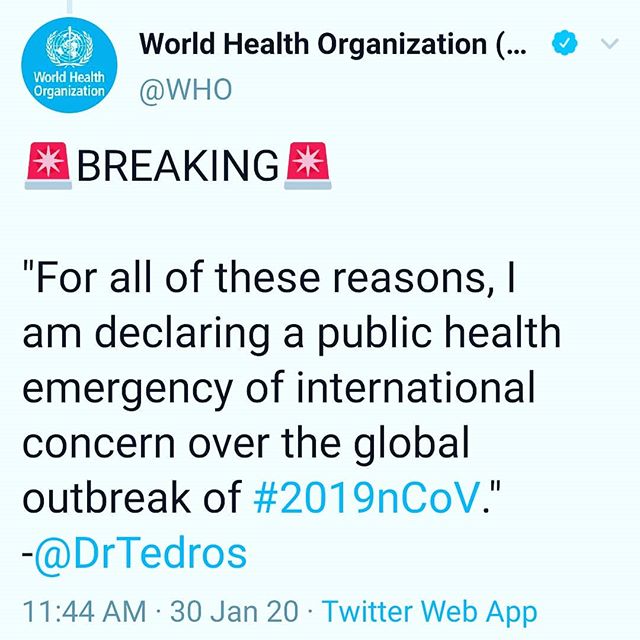 World Health Organization (...
World Health
Organization
@WHO
🚨BREAKING🚨
"For all of these reasons, I
am declaring a public health
emergency of international
concern over the global
outbreak of #2019nCoV."
-@DrTedros
11:44 AM · 30 Jan 20 · Twitter Web App